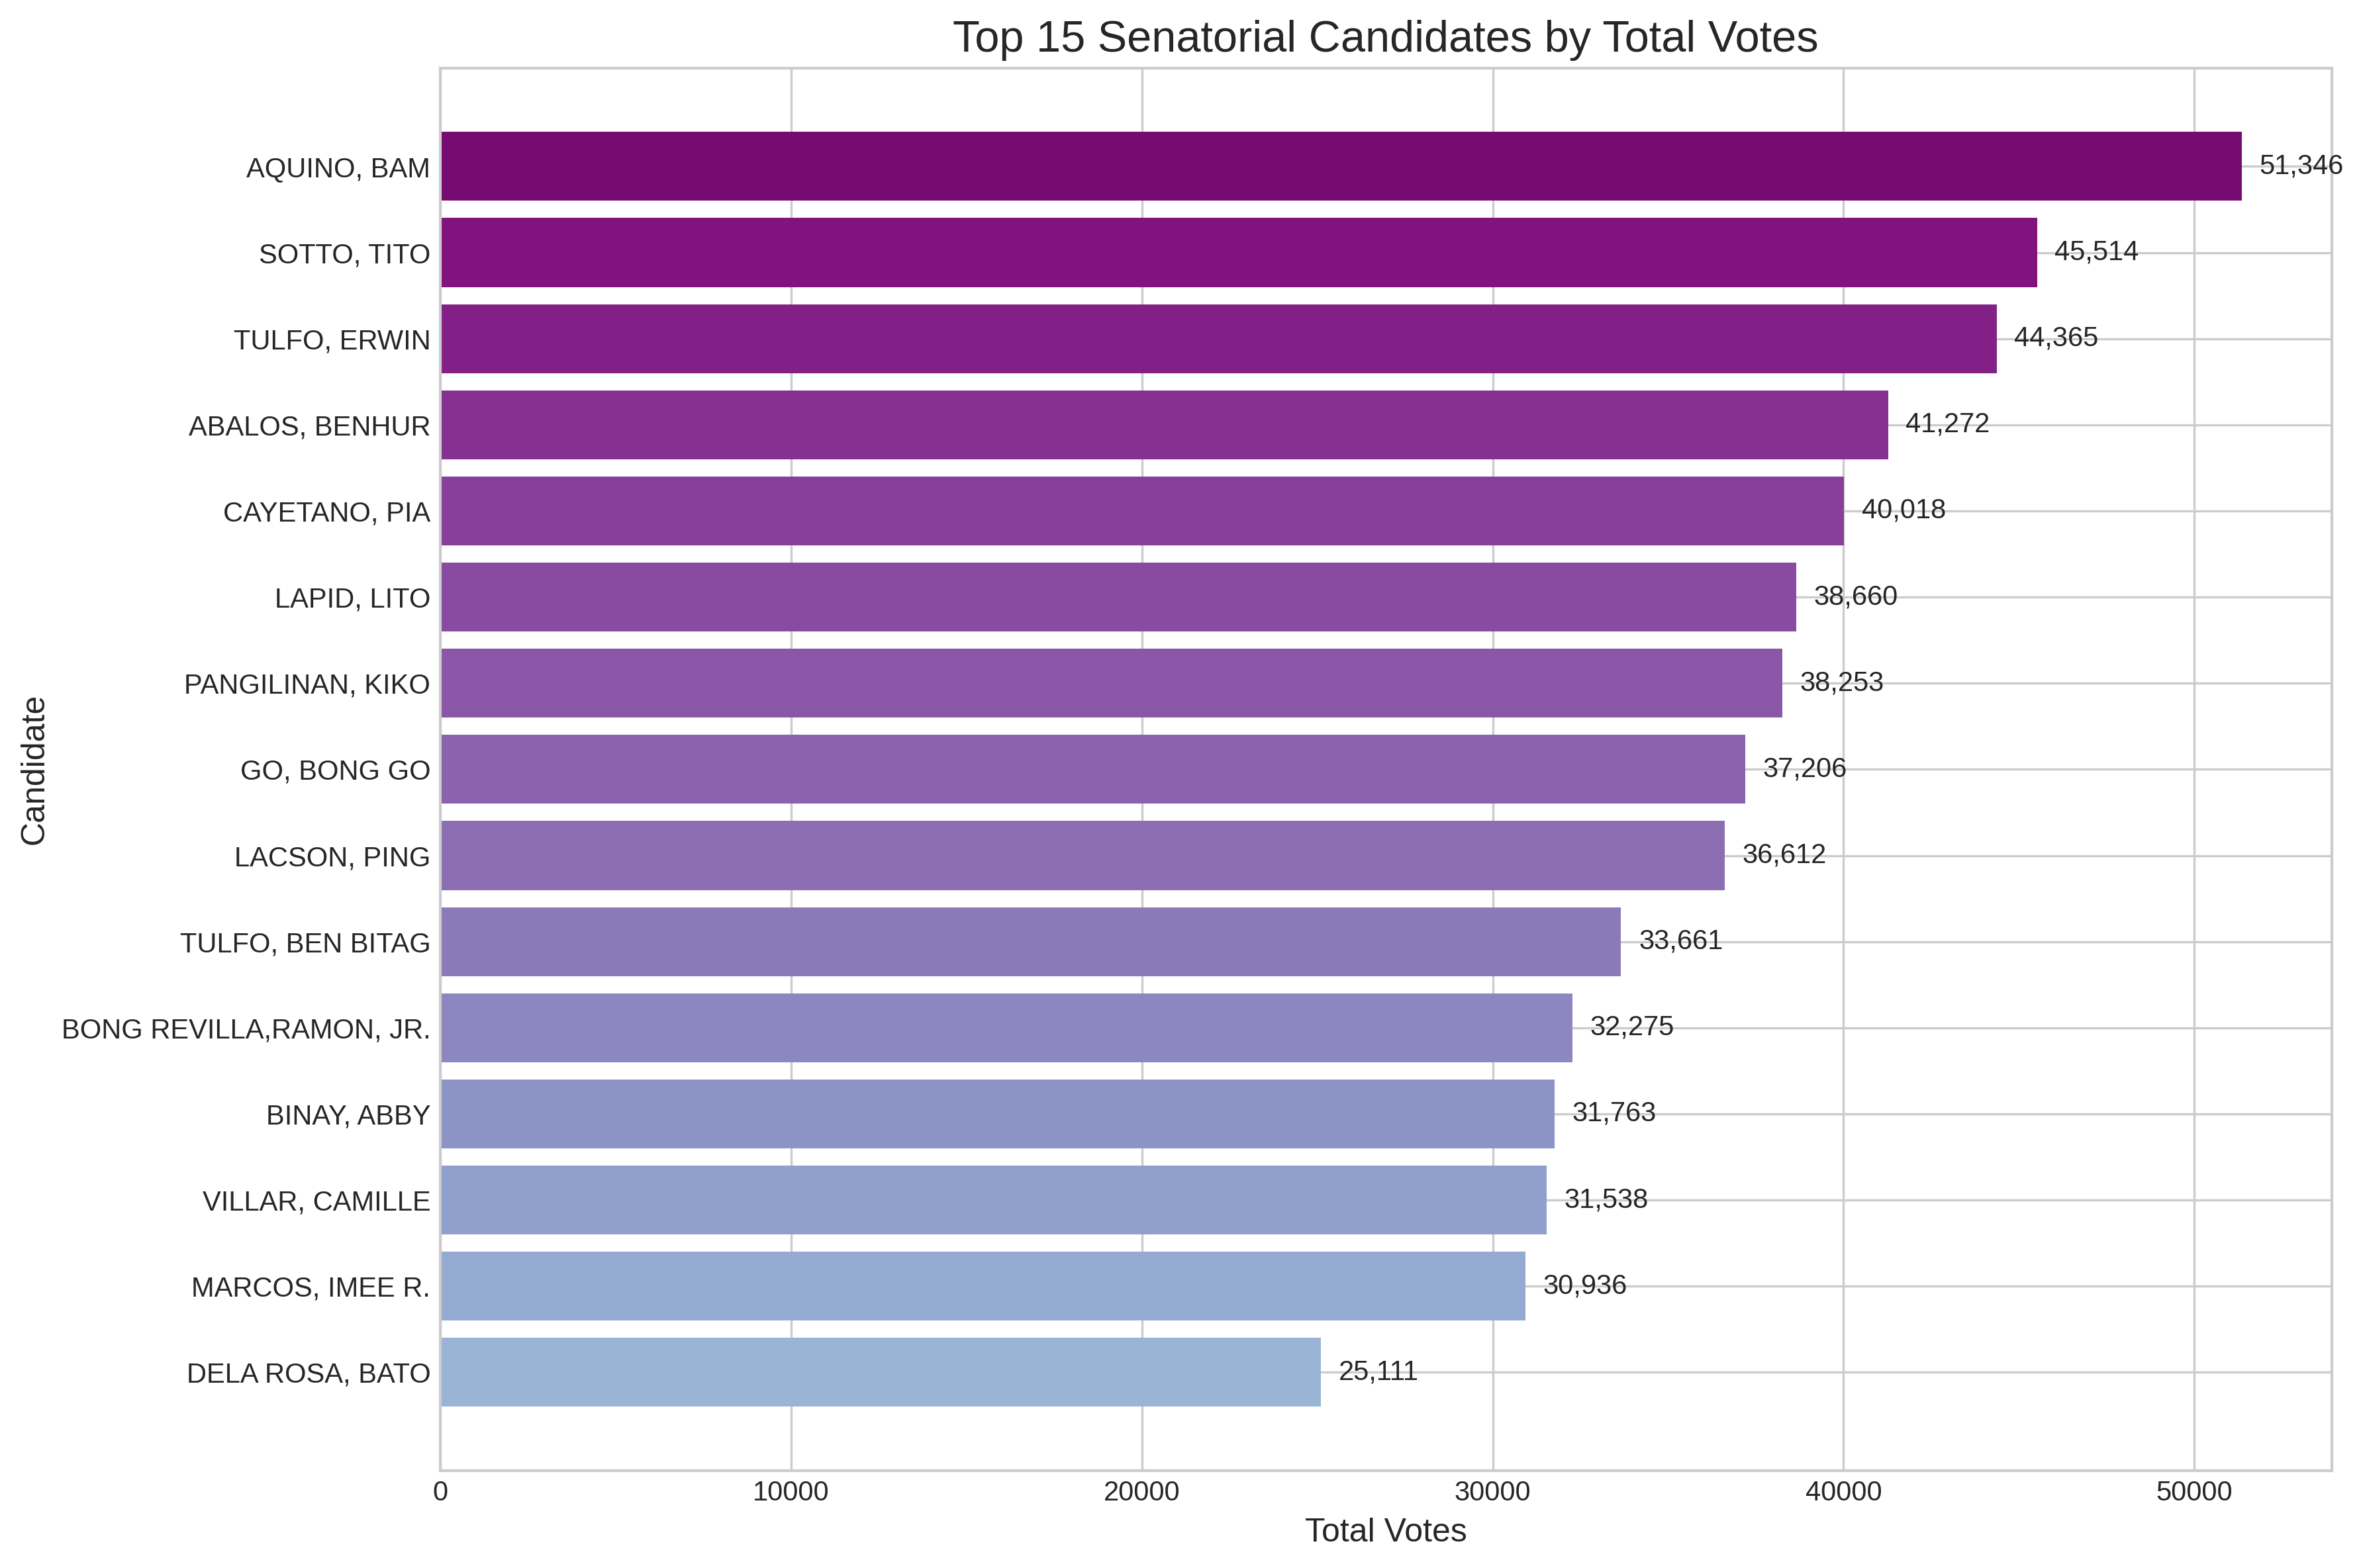 Top 15 Senatorial Candidates by Total Votes
AQUINO, BAM 51,346
SOTTO, TITO 45,514
TULFO, ERWIN 44,365
ABALOS, BENHUR 41,272
CAYETANO, PIA 40,018
LAPID, LITO 38,660
PANGILINAN, KIKO 38,253
GO, BONG GO 37,206
LACSON, PING 36,612
TULFO, BEN BITAG 33,661
BONG REVILLA,RAMON, JR. 32,275
BINAY, ABBY 31,763
VILLAR, CAMILLE 31,538
MARCOS, IMEE R. 30,936
DELA ROSA, BATO 25,111
Candidate
0 10000 20000 30000 40000 50000
Total Votes